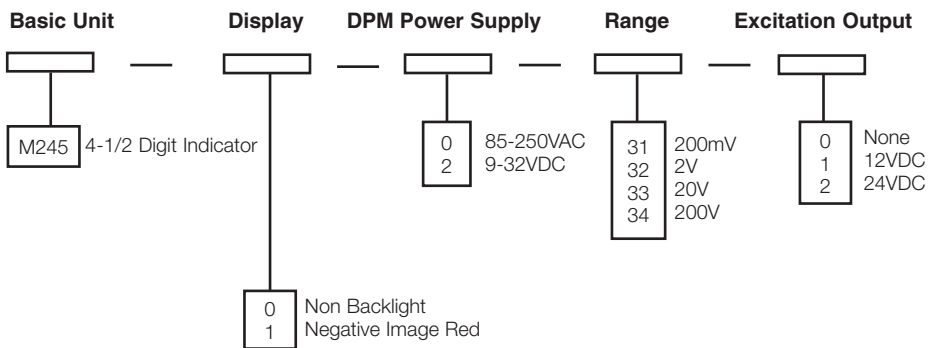 Basic Unit Display DPM Power Supply Range Excitation Output
M245 4-1/2 Digit Indicator
0 85-250VAC
2 9-32VDC
31 200mV
32 2V
33 20V
34 200V
0 None
1 12VDC
2 24VDC
0 Non Backlight
1 Negative Image Red